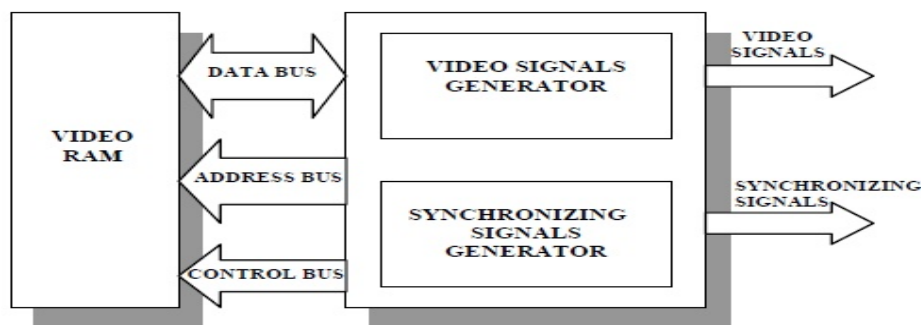 VIDEO
RAM
DATA BUS
ADDRESS BUS
CONTROL BUS
VIDEO SIGNALS
GENERATOR
SYNCHRONIZING
SIGNALS
GENERATOR
VIDEO
SIGNALS
SYNCHRONIZING
SIGNALS